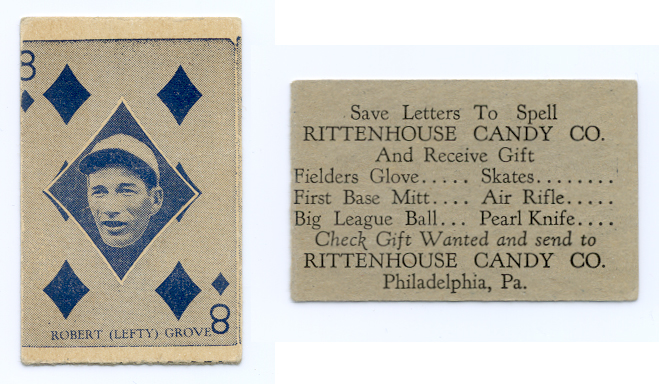 8
ROBERT (LEFTY) GROVE
8
Save Letters To Spell
RITTENHOUSE CANDY CO.
And Receive Gift
Fielders Glove..... Skates........
First Base Mitt.... Air Rifle.....
Big League Ball... Pearl Knife....
Check Gift Wanted and send to
RITTENHOUSE CANDY CO.
Philadelphia, Pa.